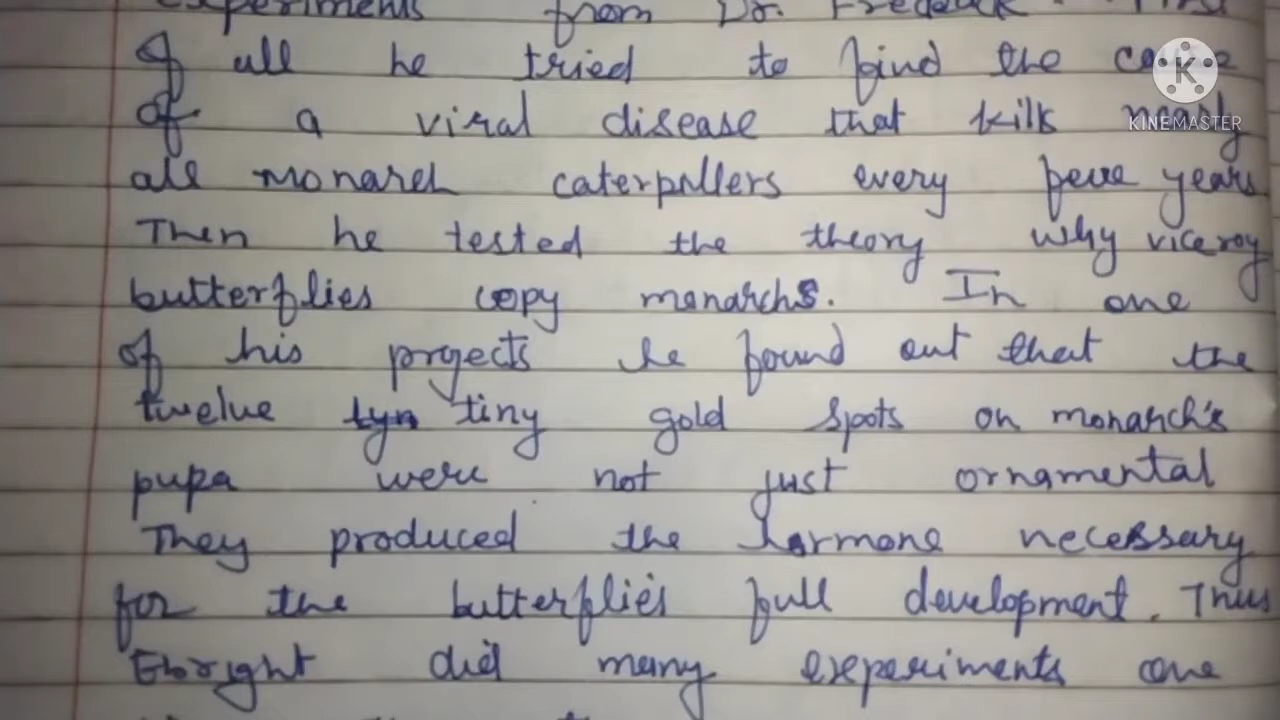 experiments from Dr. Frederick. First
of all he tried to find the cause
of a viral disease that kills nearly
all monarch caterpillers every few years
Then he tested the theory why viceroy
butterflies copy monarchs. In one
of his projects he found out that the
twelve tyn tiny gold spots on monarch's
pupa were not just ornamental
They produced the hormone necessary
for the butterflie's full development. Thus
Ebright did many experiments one
K
KINEMASTER